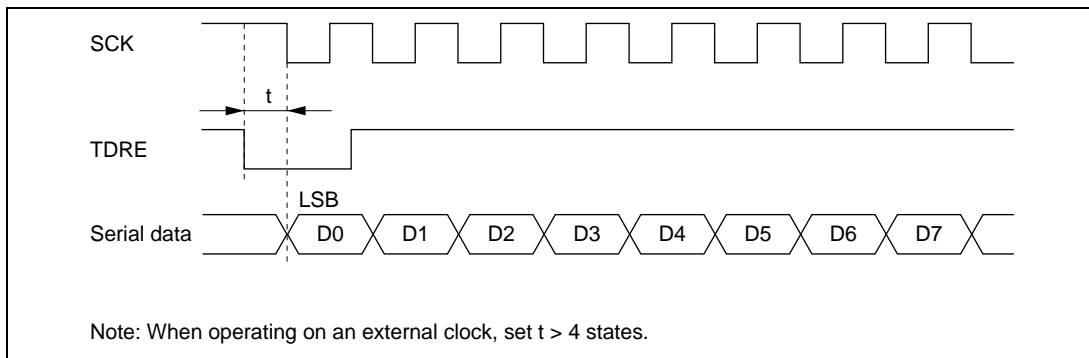 SCK
t
TDRE
LSB
Serial data D0 D1 D2 D3 D4 D5 D6 D7
Note: When operating on an external clock, set t > 4 states.